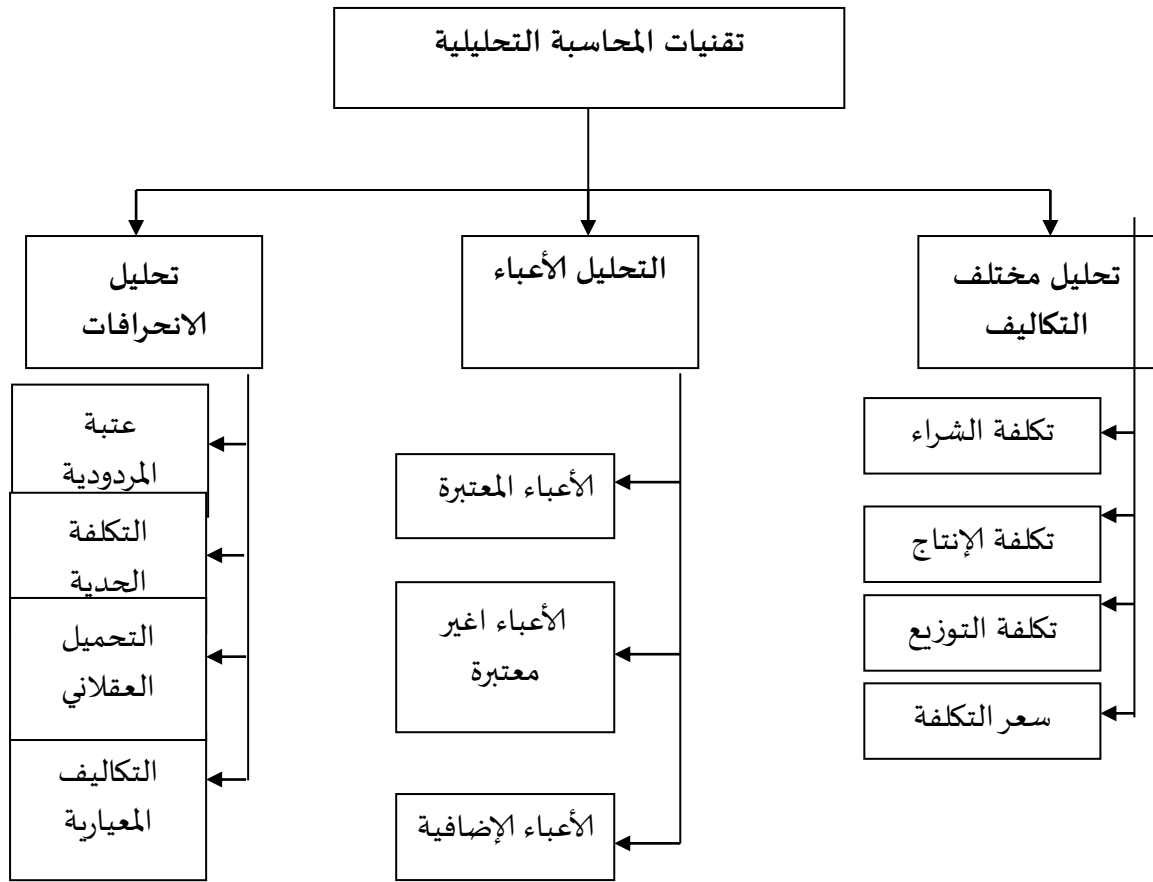 تقنيات المحاسبة التحليلية
تحليل مختلف
التكاليف
التحليل الأعباء
تحليل
الانحرافات
تكلفة الشراء
تكلفة الإنتاج
تكلفة التوزيع
سعر التكلفة
الأعباء المعتبرة
الأعباء اغير
معتبرة
الأعباء الإضافية
عتبة
المردودية
التكلفة
الحدية
التحميل
العقلاني
التكاليف
المعيارية